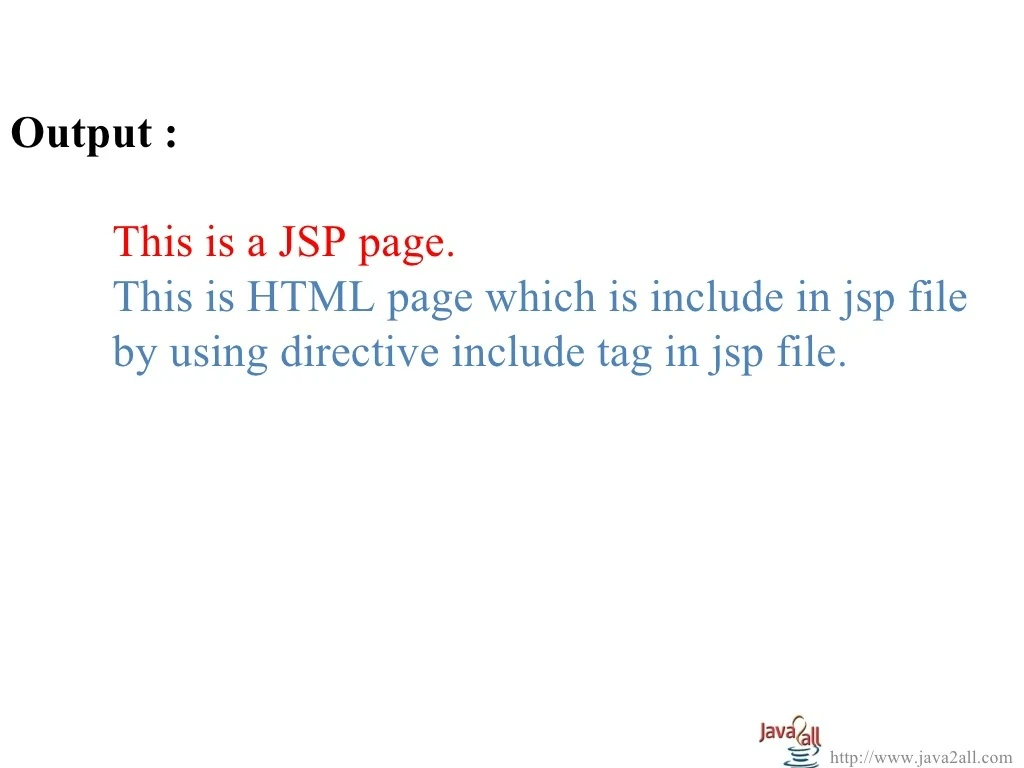 Output :
This is a JSP page.
This is HTML page which is include in jsp file
by using directive include tag in jsp file.
Java2all
http://www.java2all.com